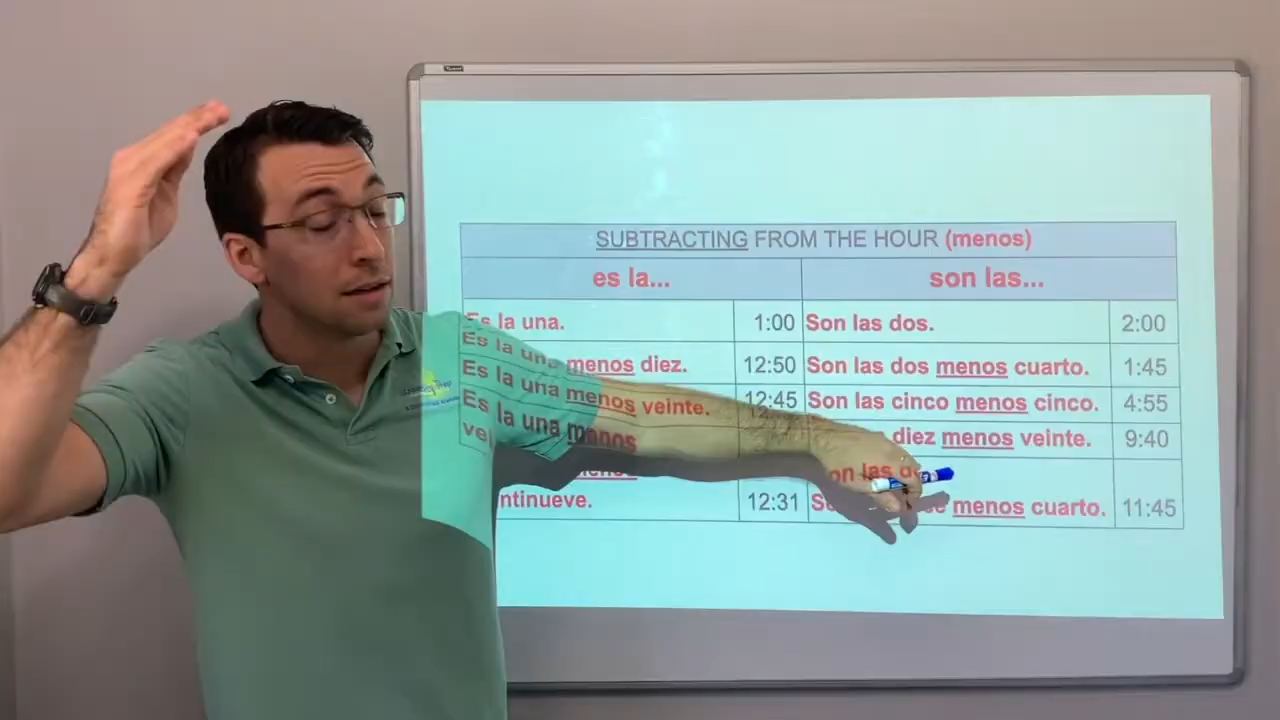 SUBTRACTING FROM THE HOUR (menos)
es la... son las...
Es la una. 1:00 Son las dos. 2:00
Es la una menos diez. 12:50 Son las dos menos cuarto. 1:45
Es la una menos veinte. 12:45 Son las cinco menos cinco. 4:55
Es la una menos diez menos veinte. 9:40
menos son las
ntinueve. 12:31 menos cuarto. 11:45